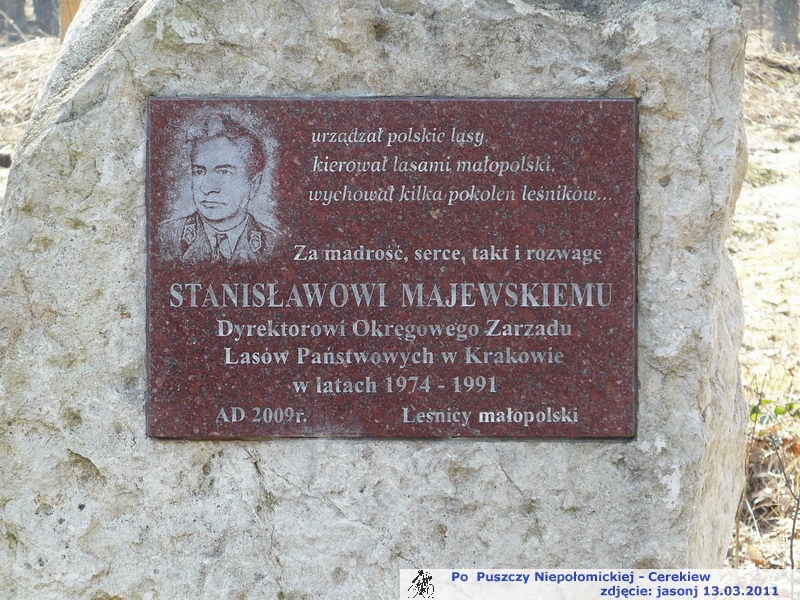 urządzał polskie lasy,
kierował lasami małopolski,
wychował kilka pokoleń leśników...
Za madrość, serce, takt i rozwagę
STANISŁAWOWI MAJEWSKIEMU
Dyrektorowi Okręgowego Zarządu
Lasów Państwowych w Krakowie
w latach 1974 - 1991
AD 2009r. Leśnicy małopolski
Po Puszczy Niepołomickiej - Cerekiew
zdjęcie: jasonj 13.03.2011